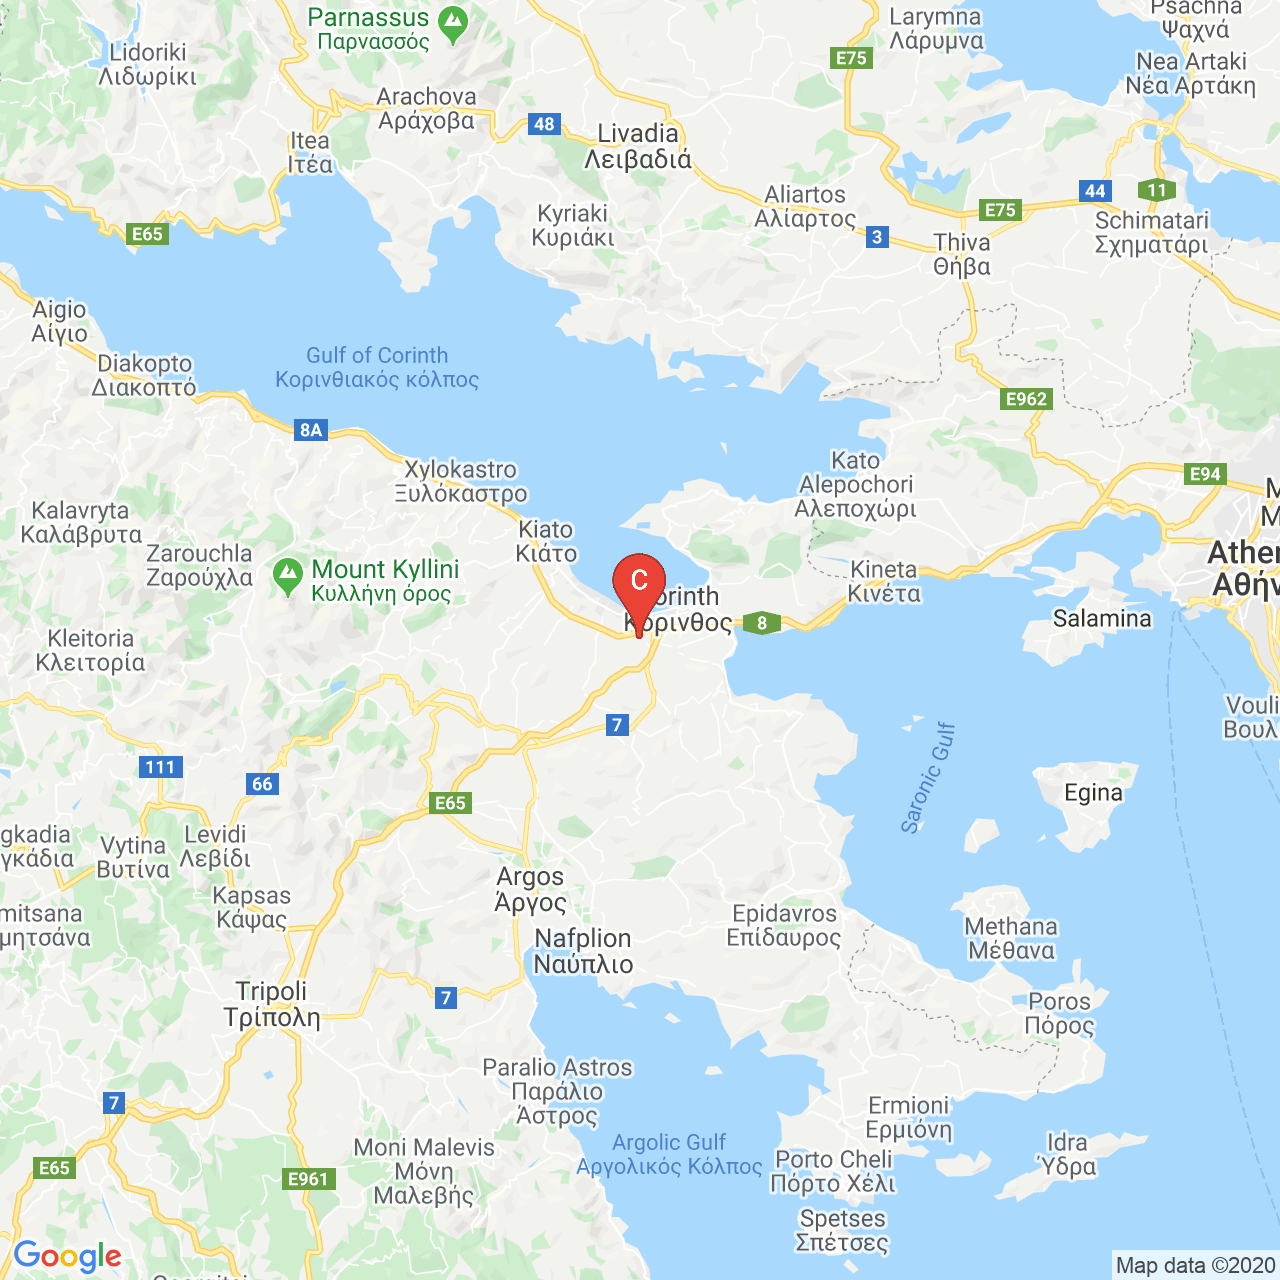 Parnassus
Παρνασσός
Larymna
Λάρυμνα
Psachna
Ψαχνά
Lidoriki
Λιδωρίκι
E75
Nea Artaki
Νέα Αρτάκη
Arachova
Αράχοβα
48
Livadia
Λειβαδιά
Itea
Ιτέα
Aliartos
Αλίαρτος
44
11
E75
Kyriaki
Κυριάκι
Schimatari
Σχηματάρι
E65
3
Thiva
Θήβα
Aigio
Αίγιο
Gulf of Corinth
Κορινθιακός κόλπος
Diakopto
Διακοπτό
E962
8A
Xylokastro
Ξυλόκαστρο
Kato
Alepochori
Αλεποχώρι
E94
Kalavryta
Καλάβρυτα
Kiato
Κιάτο
Zarouchla
Ζαρούχλα
Mount Kyllini
Κυλλήνη όρος
C
orinth
Κόρινθος
8
Kineta
Κινέτα
Athe
Αθήν
Salamina
Kleitoria
Κλειτορία
7
Vouli
Βουλ
Saronic Gulf
111
66
E65
Egina
gkadia
γκάδια
Vytina
Βυτίνα
Levidi
Λεβίδι
Kapsas
Κάψας
Argos
Άργος
mitsana
μητσάνα
Nafplion
Ναύπλιο
Epidavros
Επίδαυρος
Methana
Μέθανα
Tripoli
Τρίπολη
7
Poros
Πόρος
Paralio Astros
Παράλιο
Άστρος
7
Ermioni
Ερμιόνη
Moni Malevis
Μόνη
Μαλεβής
Argolic Gulf
Αργολικός Κόλπος
Idra
Ύδρα
E65
E961
Porto Cheli
Πόρτο Χέλι
Spetses
Σπέτσες
Google
Map data ©2020